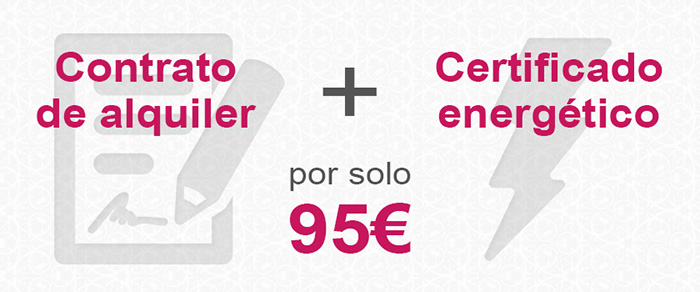 Contrato
de alquiler
+
Certificado
energético
por solo
95€